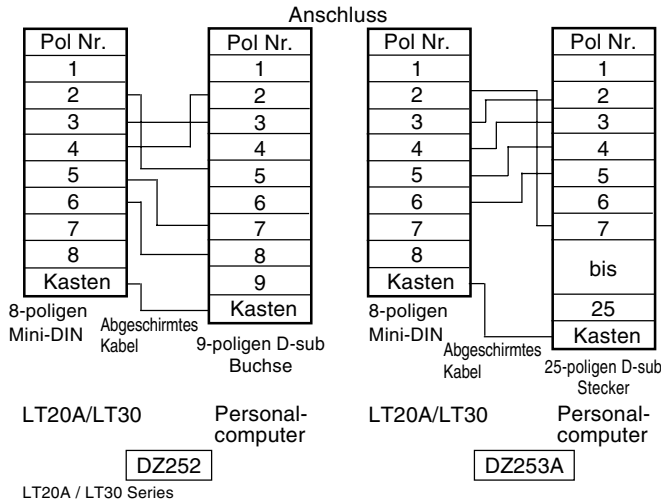 Anschluss
Pol Nr.
1
2
3
4
5
6
7
8
Kasten
8-poligen
Mini-DIN
Abgeschirmtes
Kabel
Pol Nr.
1
2
3
4
5
6
7
8
9
Kasten
9-poligen D-sub
Buchse
LT20A/LT30
Personal-
computer
DZ252
Pol Nr.
1
2
3
4
5
6
7
8
Kasten
8-poligen
Mini-DIN
Abgeschirmtes
Kabel
Pol Nr.
1
2
3
4
5
6
7
bis
25
Kasten
25-poligen D-sub
Stecker
LT20A/LT30
Personal-
computer
DZ253A
LT20A / LT30 Series